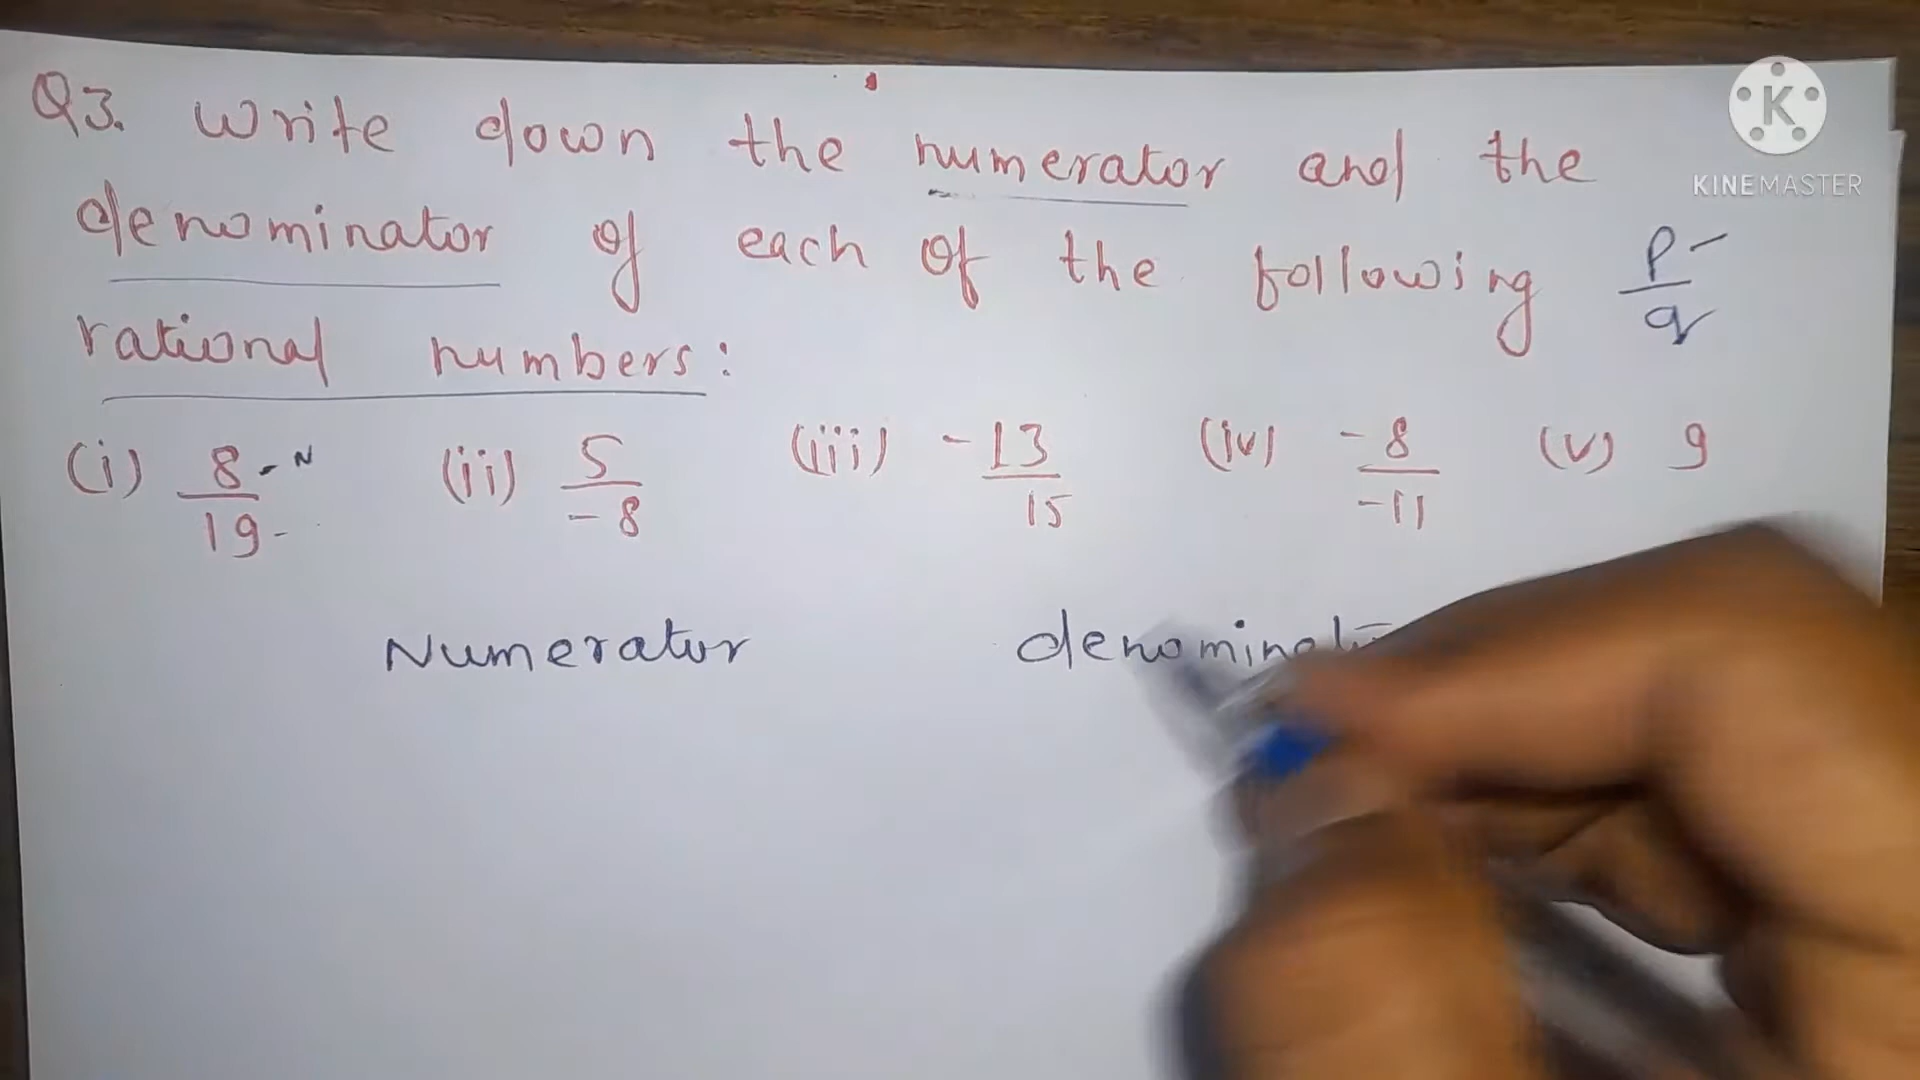 Q3. Write down the numerator and the
denominator of each of the following p/q
rational numbers:
(i) 8/19 N (ii) 5/-8 (iii) -13/15 (iv) -8/-11 (v) 9
Numerator
K
KINEMASTER